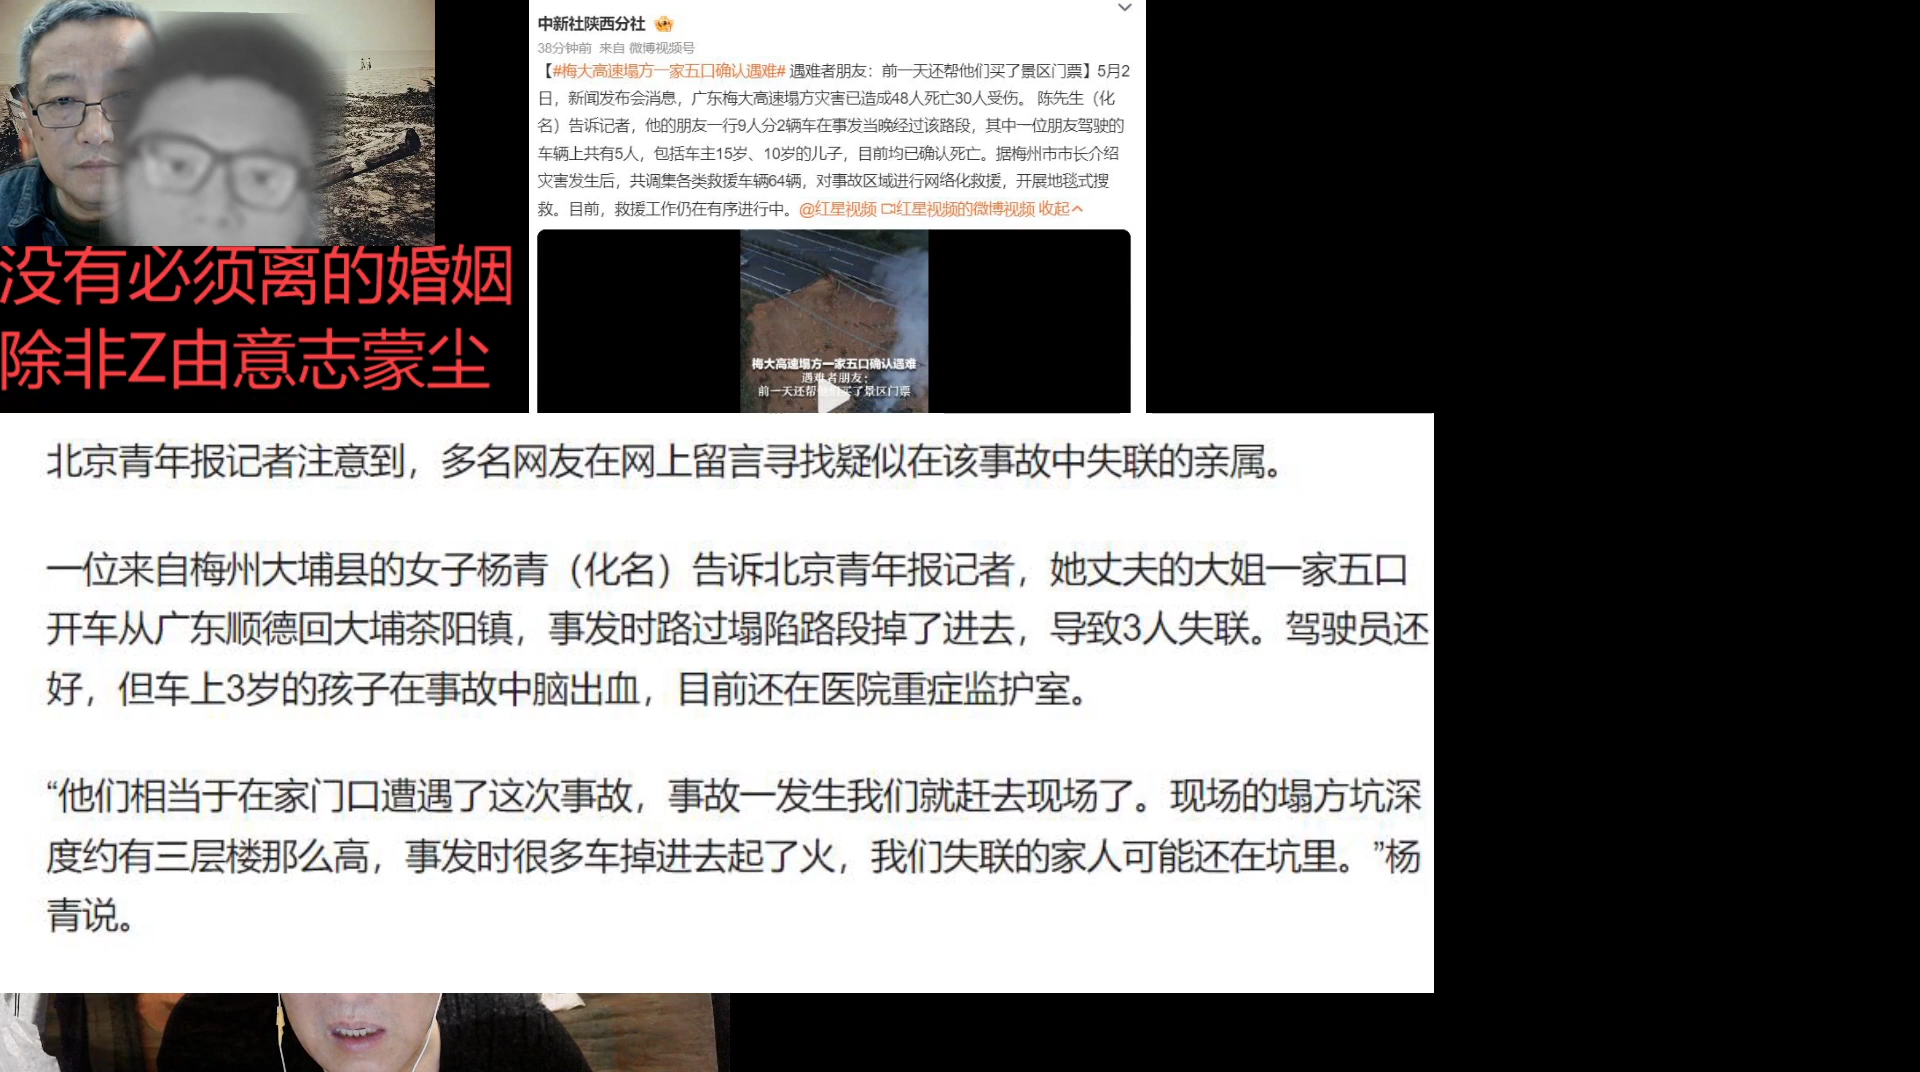 中新社陕西分社
38分钟前 来自 微博视频号
【#梅大高速塌方一家五口确认遇难# 遇难者朋友：前一天还帮他们买了景区门票】5月2
日，新闻发布会消息，广东梅大高速塌方灾害已造成48人死亡30人受伤。 陈先生（化
名）告诉记者，他的朋友一行9人分2辆车在事发当晚经过该路段，其中一位朋友驾驶的
车辆上共有5人，包括车主15岁、10岁的儿子，目前均已确认死亡。据梅州市市长介绍
灾害发生后，共调集各类救援车辆64辆，对事故区域进行网络化救援，开展地毯式搜
救。目前，救援工作仍在有序进行中。@红星视频 红星视频的微博视频 收起
梅大高速塌方一家五口确认遇难
遇难者朋友：
前一天还帮他们买了景区门票
没有必须离的婚姻
除非Z由意志蒙尘
北京青年报记者注意到，多名网友在网上留言寻找疑似在该事故中失联的亲属。
一位来自梅州大埔县的女子杨青（化名）告诉北京青年报记者，她丈夫的大姐一家五口
开车从广东顺德回大埔茶阳镇，事发时路过塌陷路段掉了进去，导致3人失联。驾驶员还
好，但车上3岁的孩子在事故中脑出血，目前还在医院重症监护室。
“他们相当于在家门口遭遇了这次事故，事故一发生我们就赶去现场了。现场的塌方坑深
度约有三层楼那么高，事发时很多车掉进去起了火，我们失联的家人可能还在坑里。”杨
青说。